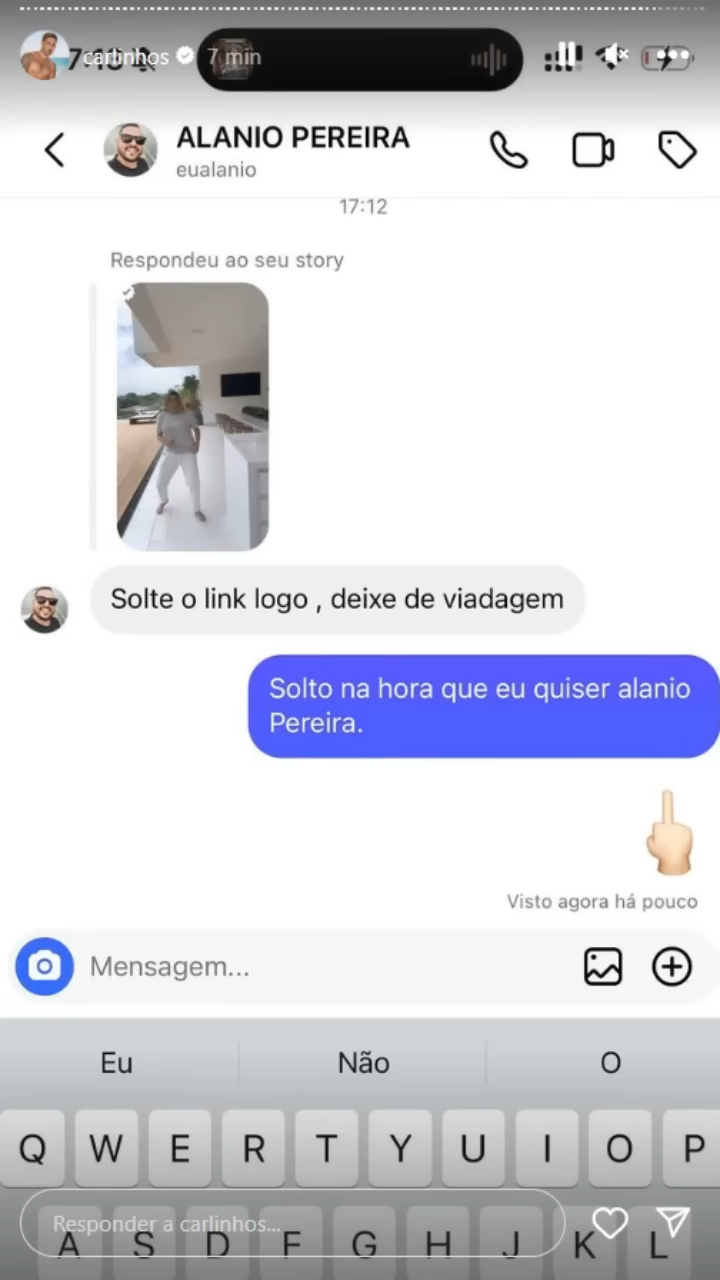 carlinhos 7 min
ALANIO PEREIRA
eualanio
17:12
Respondeu ao seu story
Solte o link logo , deixe de viadagem
Solto na hora que eu quiser alanio
Pereira.
Visto agora há pouco
Mensagem...
Eu Não O
Q W E R T Y U I O P
Responder a carlinhos...
A S D F G H J K L